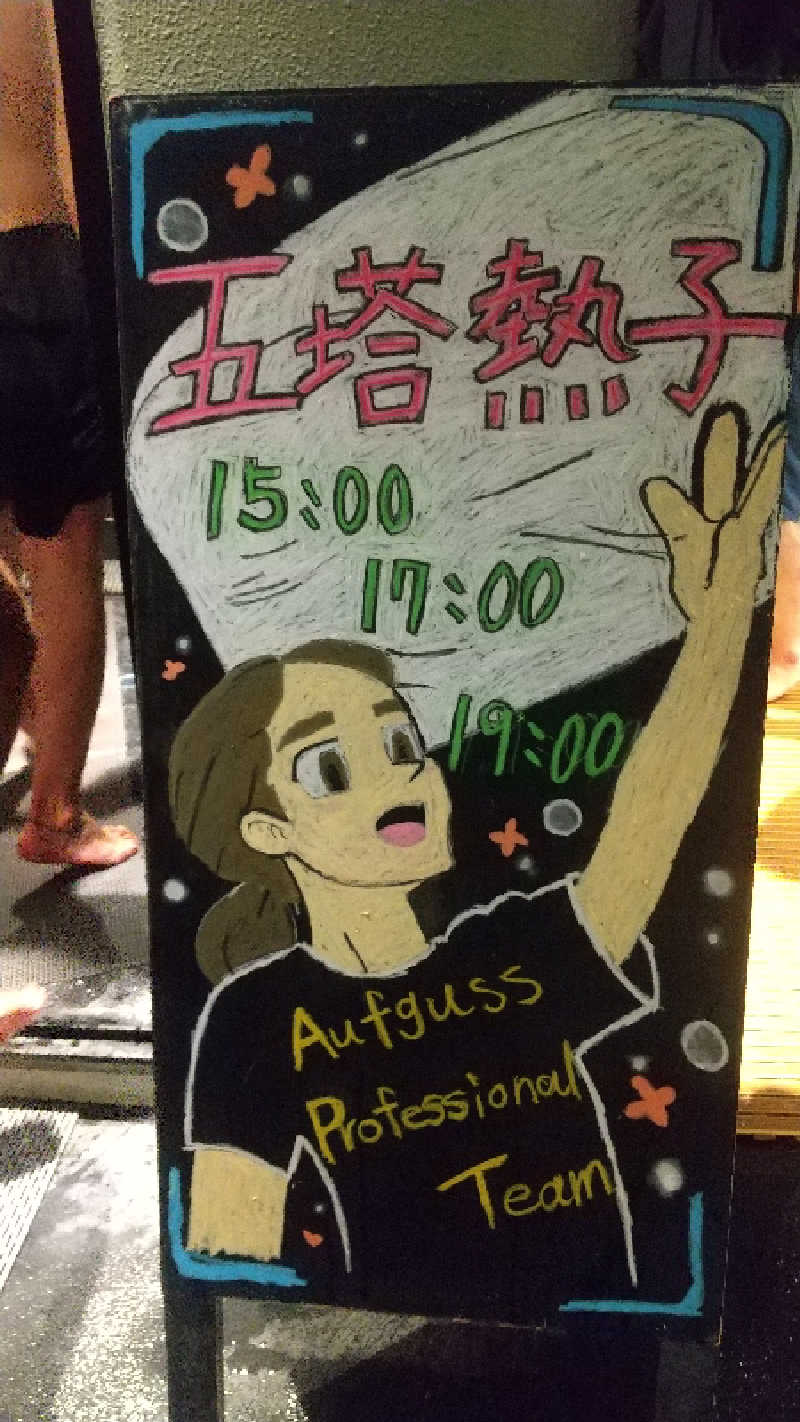 五塔熱子
15:00
17:00
19:00
Aufguss
Professional
Team